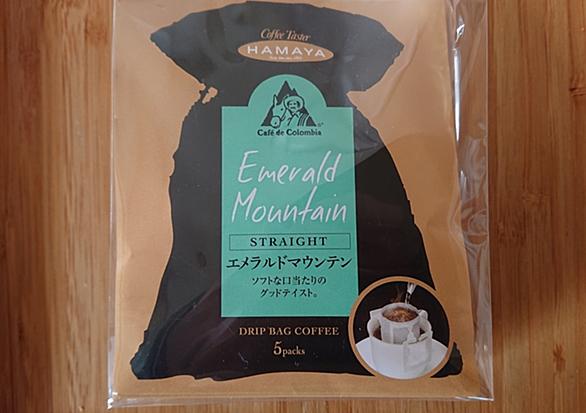 Coffee Taster
HAMAYA
Café de Colombia
Emerald
Mountain
STRAIGHT
エメラルドマウンテン
ソフトな口当たりの
グッドテイスト。
DRIP BAG COFFEE
5packs